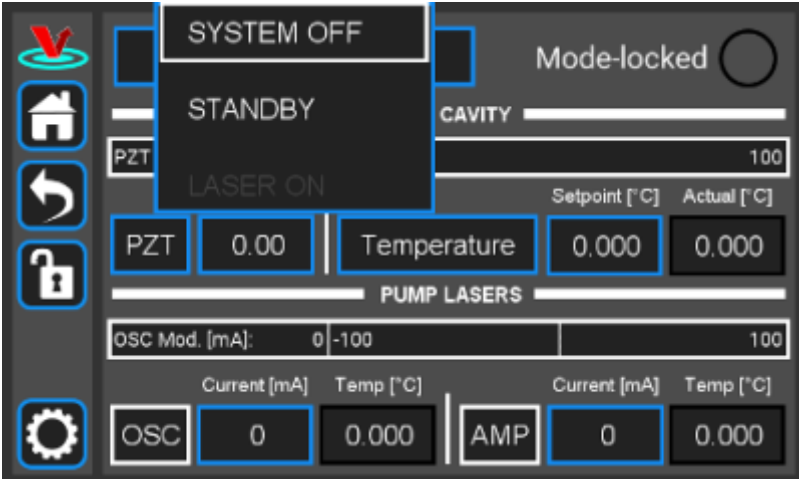 SYSTEM OFF
Mode-locked
STANDBY
CAVITY
PZT
100
LASER ON
Setpoint [°C] Actual [°C]
PZT 0.00 Temperature 0.000 0.000
PUMP LASERS
OSC Mod. [mA]: 0 -100 100
Current [mA] Temp [°C] Current [mA] Temp [°C]
OSC 0 0.000 AMP 0 0.000